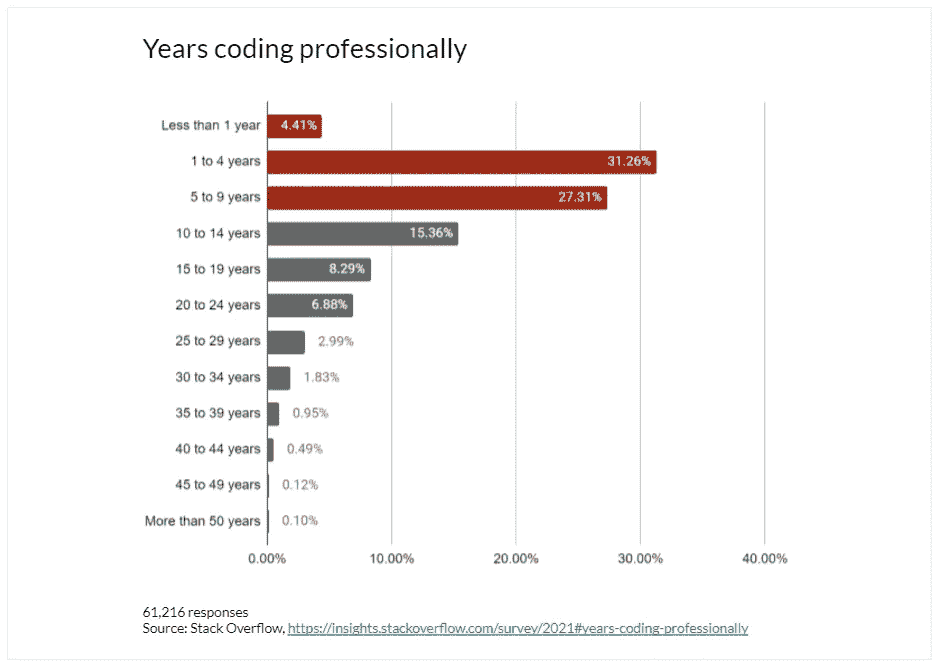 Years coding professionally
Less than 1 year 4.41%
1 to 4 years 31.26%
5 to 9 years 27.31%
10 to 14 years 15.36%
15 to 19 years 8.29%
20 to 24 years 6.88%
25 to 29 years 2.99%
30 to 34 years 1.83%
35 to 39 years 0.95%
40 to 44 years 0.49%
45 to 49 years 0.12%
More than 50 years 0.10%
0.00% 10.00% 20.00% 30.00% 40.00%
61,216 responses
Source: Stack Overflow, https://insights.stackoverflow.com/survey/2021#years-coding-professionally